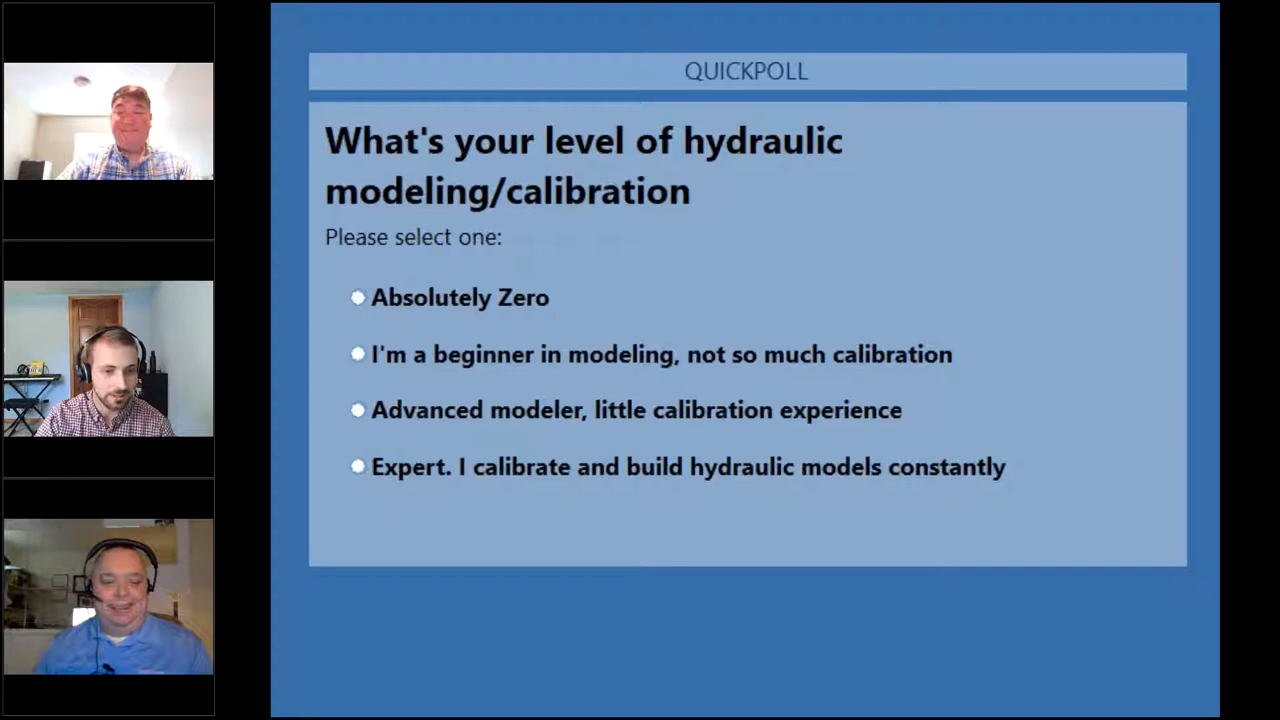 QUICKPOLL
What's your level of hydraulic
modeling/calibration
Please select one:
Absolutely Zero
I'm a beginner in modeling, not so much calibration
Advanced modeler, little calibration experience
Expert. I calibrate and build hydraulic models constantly